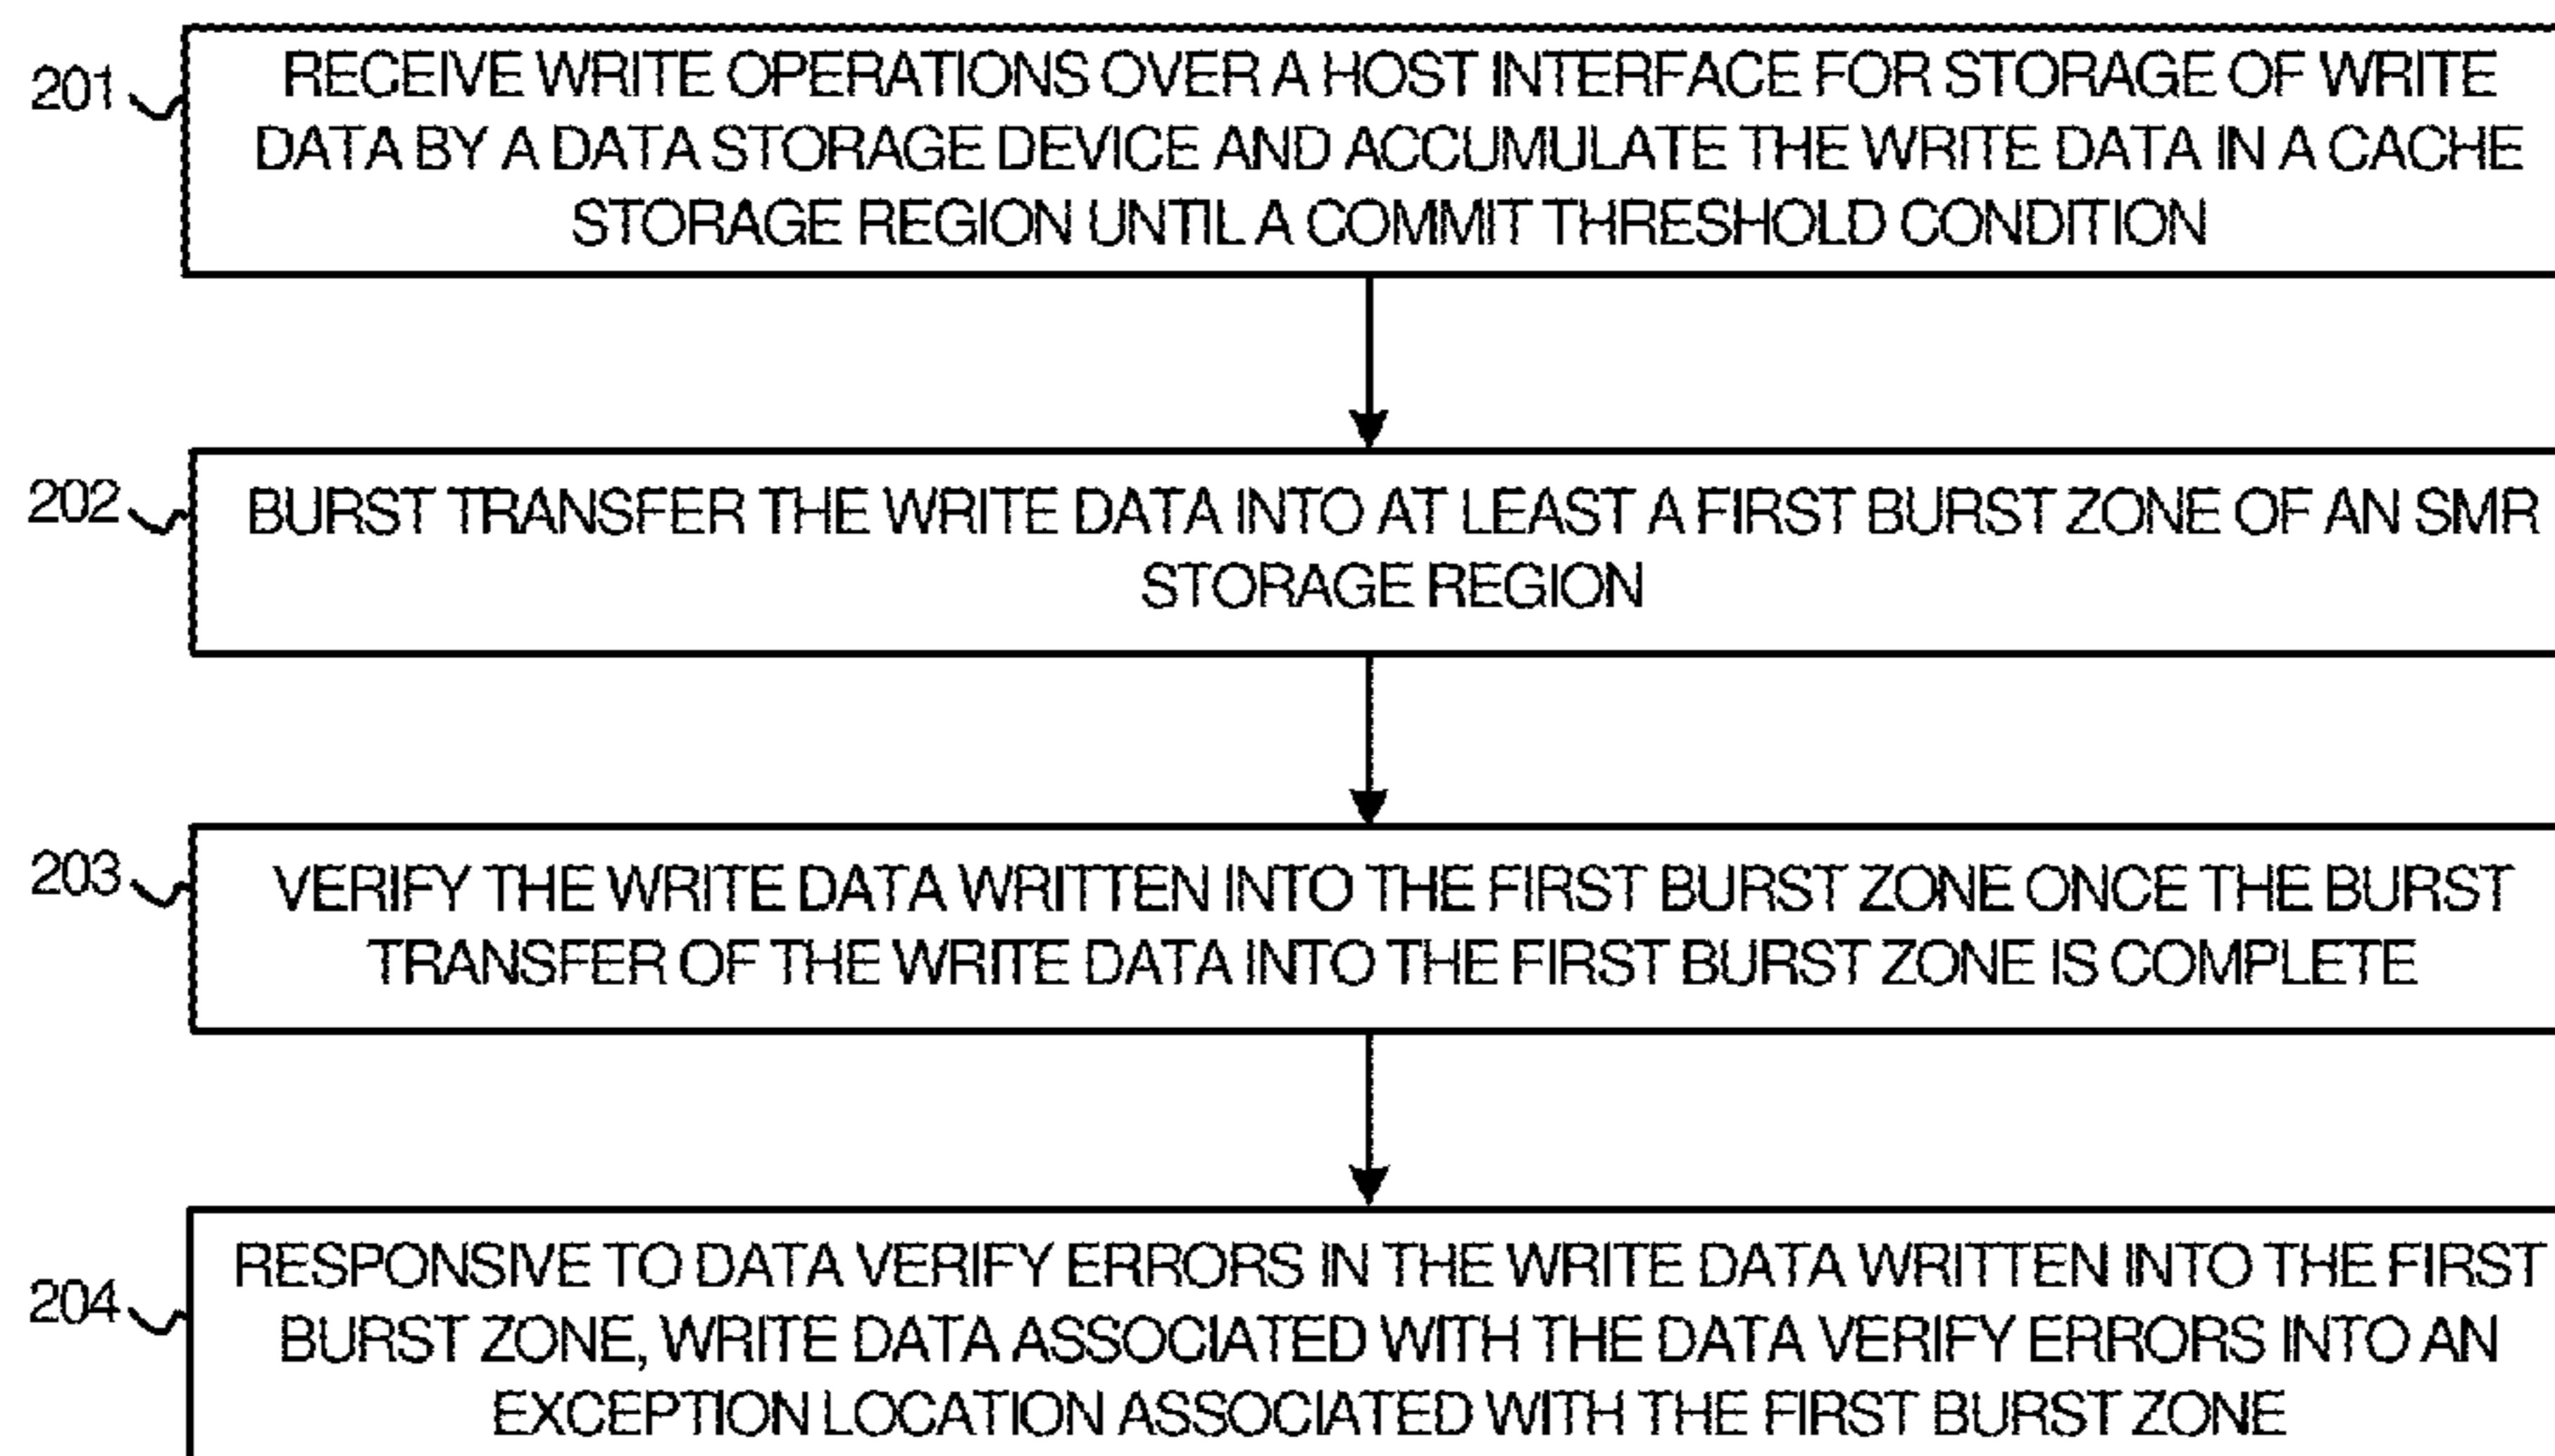 201
RECEIVE WRITE OPERATIONS OVER A HOST INTERFACE FOR STORAGE OF WRITE
DATA BY A DATA STORAGE DEVICE AND ACCUMULATE THE WRITE DATA IN A CACHE
STORAGE REGION UNTIL A COMMIT THRESHOLD CONDITION
202
BURST TRANSFER THE WRITE DATA INTO AT LEAST A FIRST BURST ZONE OF AN SMR
STORAGE REGION
203
VERIFY THE WRITE DATA WRITTEN INTO THE FIRST BURST ZONE ONCE THE BURST
TRANSFER OF THE WRITE DATA INTO THE FIRST BURST ZONE IS COMPLETE
204
RESPONSIVE TO DATA VERIFY ERRORS IN THE WRITE DATA WRITTEN INTO THE FIRST
BURST ZONE, WRITE DATA ASSOCIATED WITH THE DATA VERIFY ERRORS INTO AN
EXCEPTION LOCATION ASSOCIATED WITH THE FIRST BURST ZONE